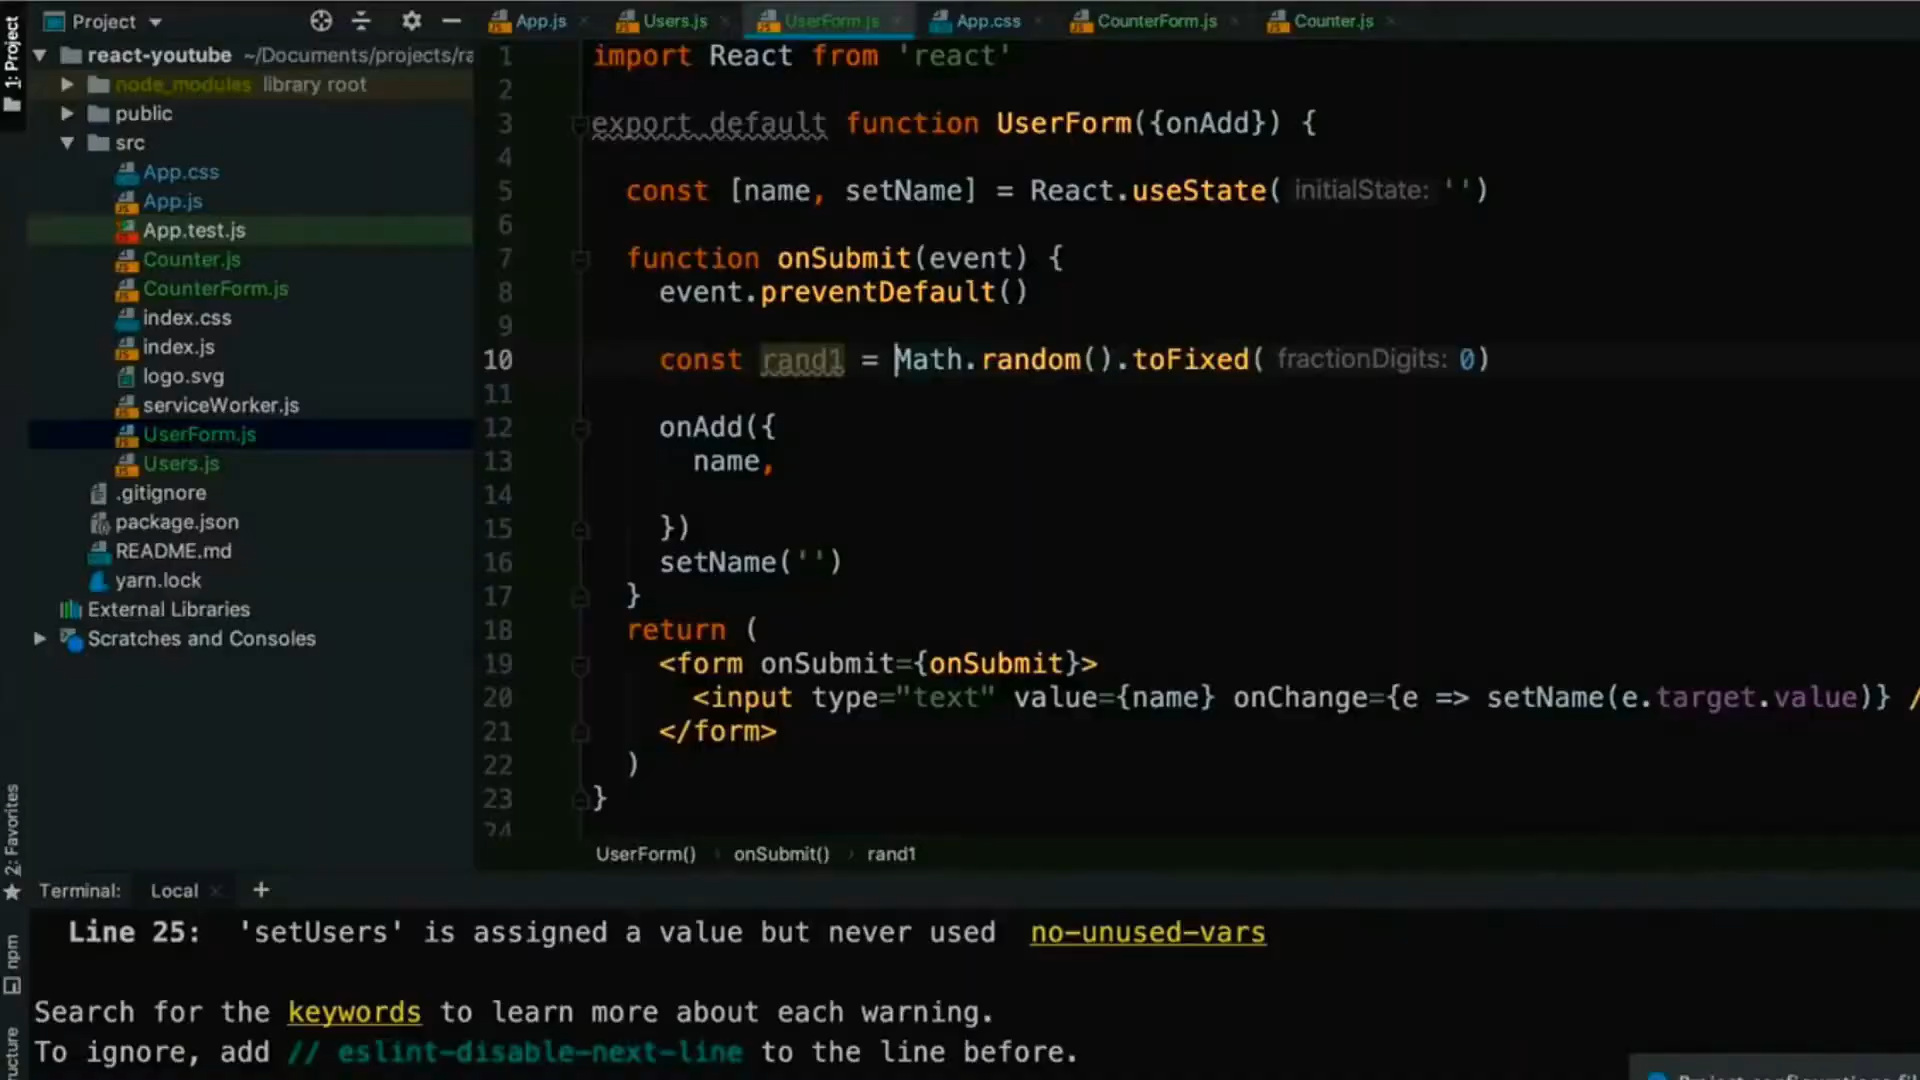 Project
App.js
Users.js
UserForm.js
App.css
CounterForm.js
Counter.js
1: Project
react-youtube ~/Documents/projects/ra
node_modules library root
public
src
App.css
App.js
App.test.js
Counter.js
CounterForm.js
index.css
index.js
logo.svg
serviceWorker.js
UserForm.js
Users.js
.gitignore
package.json
README.md
yarn.lock
External Libraries
Scratches and Consoles
1 import React from 'react'
2
3 export default function UserForm({onAdd}) {
4
5 const [name, setName] = React.useState( initialState: '')
6
7 function onSubmit(event) {
8 event.preventDefault()
9
10 const rand1 = Math.random().toFixed( fractionDigits: 0)
11
12 onAdd({
13 name,
14
15 })
16 setName('')
17 }
18 return (
19 <form onSubmit={onSubmit}>
20 <input type="text" value={name} onChange={e => setName(e.target.value)} /
21 </form>
22 )
23 }
24
UserForm() onSubmit() rand1
2: Favorites
npm
ructure
Terminal: Local +
Line 25: 'setUsers' is assigned a value but never used no-unused-vars
Search for the keywords to learn more about each warning.
To ignore, add // eslint-disable-next-line to the line before.